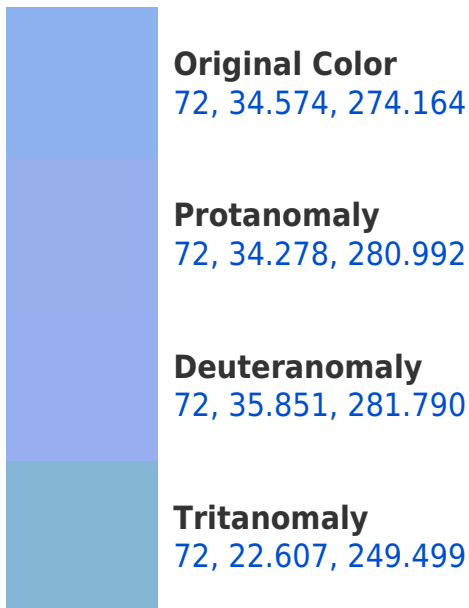 Original Color
72, 34.574, 274.164
Protanomaly
72, 34.278, 280.992
Deuteranomaly
72, 35.851, 281.790
Tritanomaly
72, 22.607, 249.499